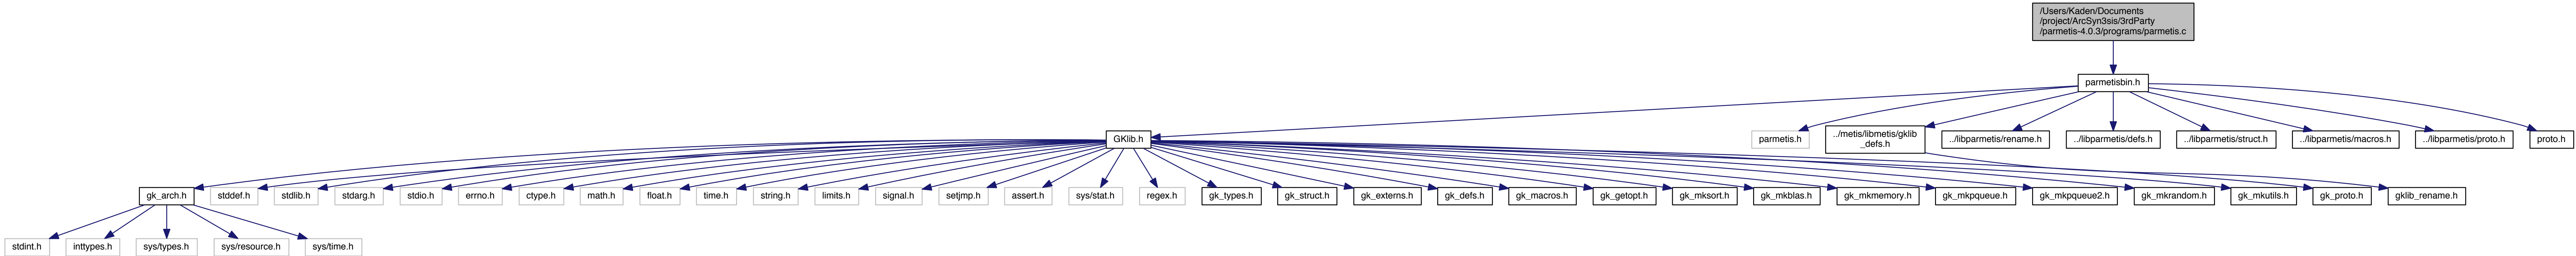 /Users/Kaden/Documents
/project/ArcSyn3sis/3rdParty
/parmetis-4.0.3/programs/parmetis.c
parmetisbin.h
GKlib.h
parmetis.h
../metis/libmetis/gklib
_defs.h
../libparmetis/rename.h
../libparmetis/defs.h
../libparmetis/struct.h
../libparmetis/macros.h
../libparmetis/proto.h
proto.h
gk_arch.h
stddef.h
stdlib.h
stdarg.h
stdio.h
errno.h
ctype.h
math.h
float.h
time.h
string.h
limits.h
signal.h
setjmp.h
assert.h
sys/stat.h
regex.h
gk_types.h
gk_struct.h
gk_externs.h
gk_defs.h
gk_macros.h
gk_getopt.h
gk_mksort.h
gk_mkblas.h
gk_mkmemory.h
gk_mkpqueue.h
gk_mkpqueue2.h
gk_mkrandom.h
gk_mkutils.h
gk_proto.h
gklib_rename.h
stdint.h
inttypes.h
sys/types.h
sys/resource.h
sys/time.h